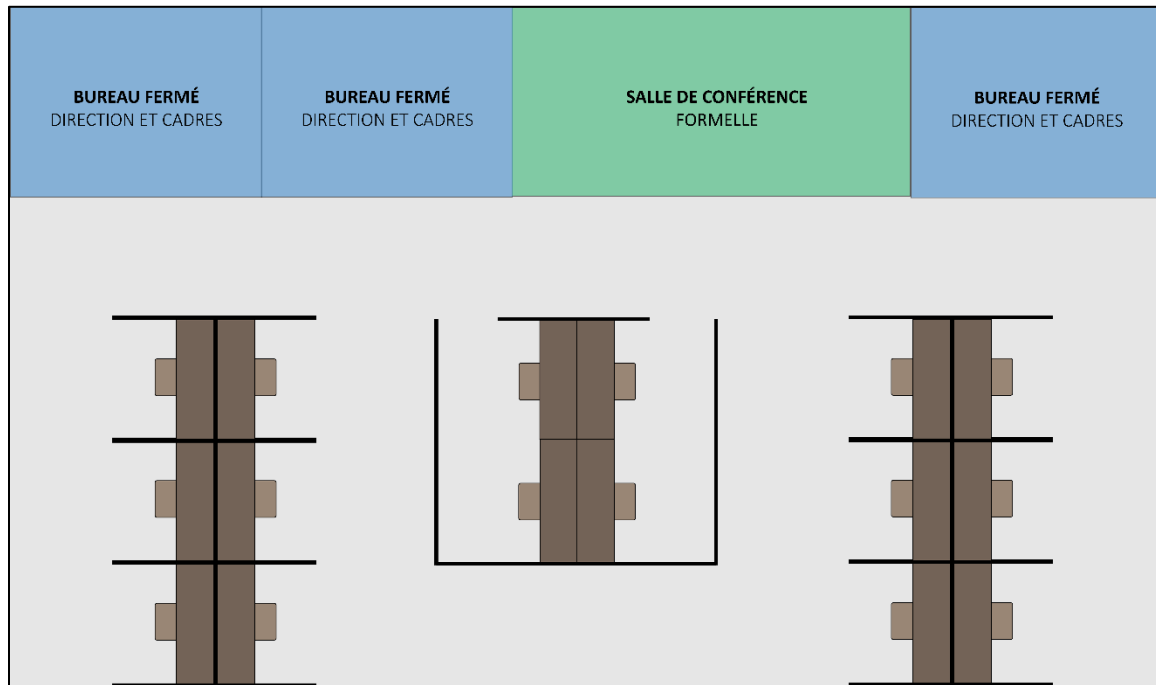 BUREAU FERMÉ
DIRECTION ET CADRES
BUREAU FERMÉ
DIRECTION ET CADRES
SALLE DE CONFÉRENCE
FORMELLE
BUREAU FERMÉ
DIRECTION ET CADRES